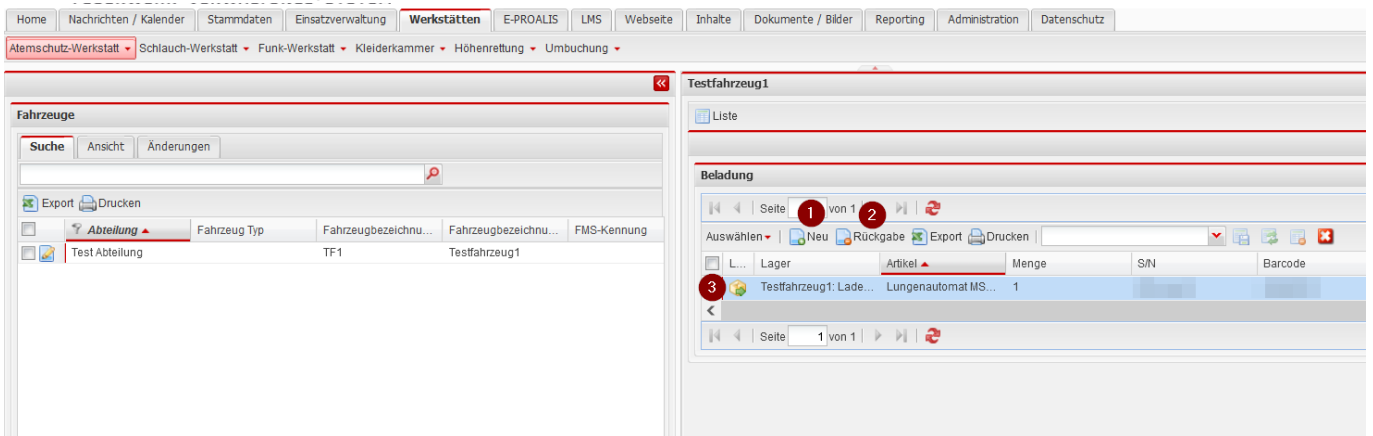 Home Nachrichten / Kalender Stammdaten Einsatzverwaltung Werkstätten E-PROALIS LMS Webseite Inhalte Dokumente / Bilder Reporting Administration Datenschutz
Atemschutz-Werkstatt Schlauch-Werkstatt Funk-Werkstatt Kleiderkammer Höhenrettung Umbuchung
Testfahrzeug1
Fahrzeuge
Liste
Suche Ansicht Änderungen
Beladung
Export Drucken
Seite von 1
1 2
Abteilung Fahrzeug Typ Fahrzeugbezeichnu... Fahrzeugbezeichnu... FMS-Kennung
Auswählen Neu Rückgabe Export Drucken
Test Abteilung TF1 Testfahrzeug1
L... Lager Artikel Menge S/N Barcode
3 Testfahrzeug1: Lade... Lungenautomat MS... 1
Seite 1 von 1